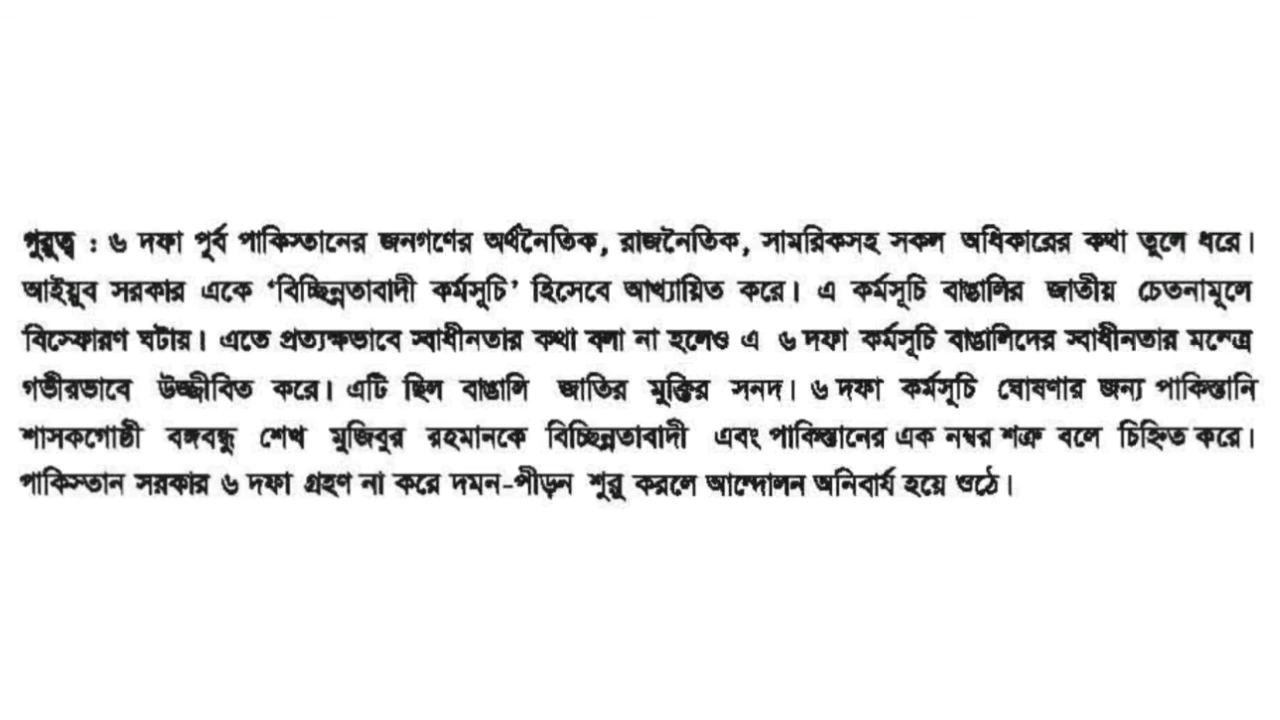 গুরুত্ব : ৬ দফা পূর্ব পাকিস্তানের জনগণের অর্থনৈতিক, রাজনৈতিক, সামরিকসহ সকল অধিকারের কথা তুলে ধরে।
আইয়ুব সরকার একে ‘বিচ্ছিন্নতাবাদী কর্মসূচি’ হিসেবে আখ্যায়িত করে। এ কর্মসূচি বাঙালির জাতীয় চেতনামূলে
বিস্ফোরণ ঘটায়। এতে প্রত্যক্ষভাবে স্বাধীনতার কথা বলা না হলেও এ ৬ দফা কর্মসূচি বাঙালিদের স্বাধীনতার মন্ত্রে
গভীরভাবে উজ্জীবিত করে। এটি ছিল বাঙালি জাতির মুক্তির সনদ। ৬ দফা কর্মসূচি ঘোষণার জন্য পাকিস্তানি
শাসকগোষ্ঠী বঙ্গবন্ধু শেখ মুজিবুর রহমানকে বিচ্ছিন্নতাবাদী এবং পাকিস্তানের এক নম্বর শত্রু বলে চিহ্নিত করে।
পাকিস্তান সরকার ৬ দফা গ্রহণ না করে দমন-পীড়ন শুরু করলে আন্দোলন অনিবার্য হয়ে ওঠে।